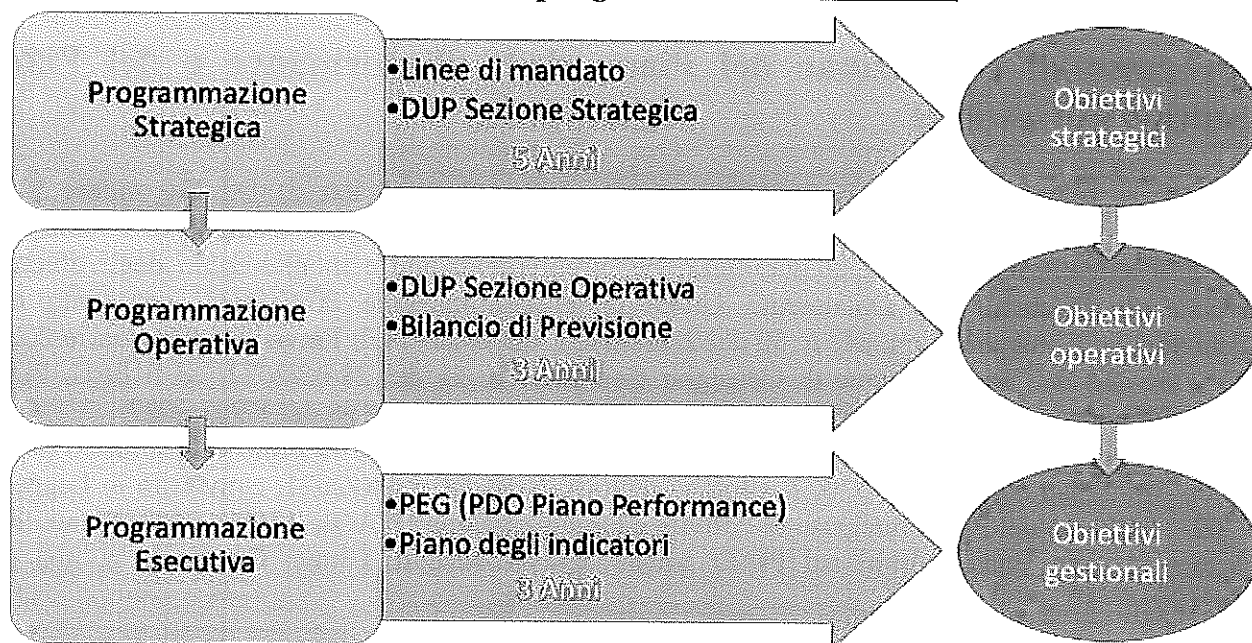 Programmazione
Strategica
•Linee di mandato
•DUP Sezione Strategica
5 Anni
Obiettivi
strategici
Programmazione
Operativa
•DUP Sezione Operativa
•Bilancio di Previsione
3 Anni
Obiettivi
operativi
Programmazione
Esecutiva
•PEG (PDO Piano Performance)
•Piano degli indicatori
3 Anni
Obiettivi
gestionali